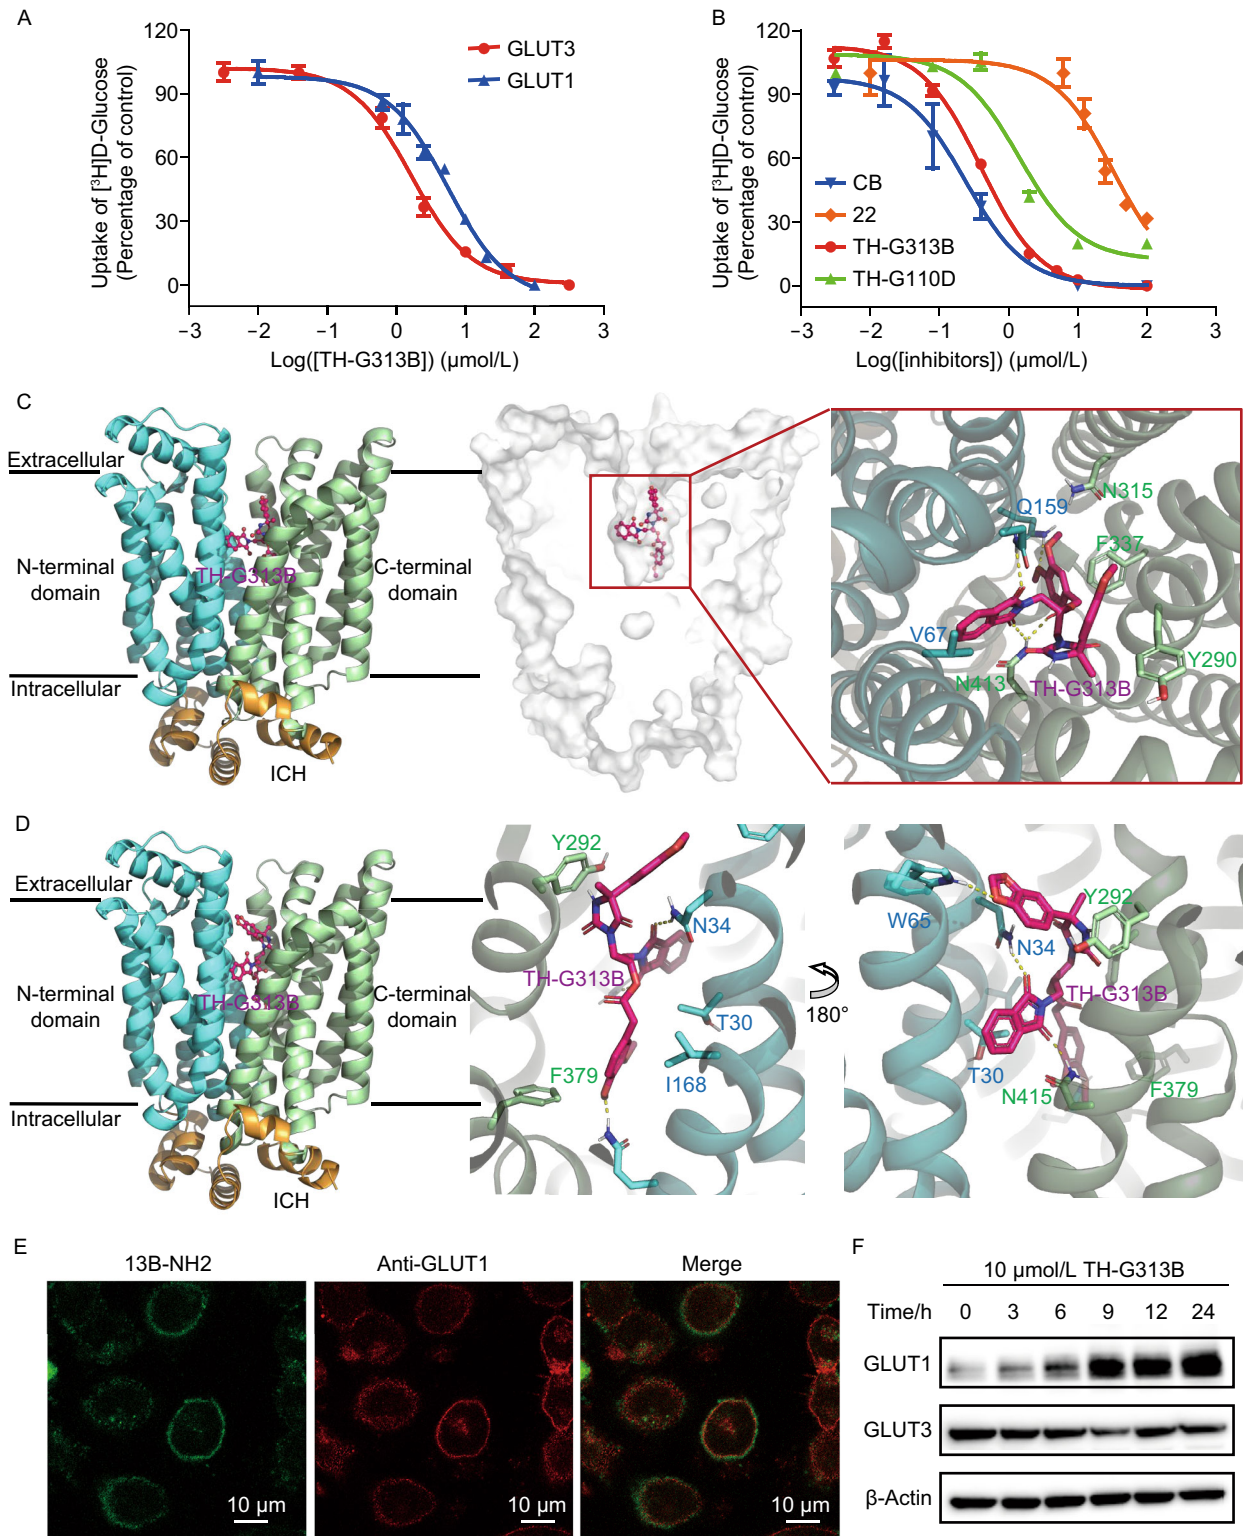 A
120
90
60
30
0
Uptake of [³H]D-Glucose
(Percentage of control)
GLUT3
GLUT1
−3 −2 −1 0 1 2 3
Log([TH-G313B]) (μmol/L)
B
120
90
60
30
0
Uptake of [³H]D-Glucose
(Percentage of control)
CB
22
TH-G313B
TH-G110D
−3 −2 −1 0 1 2 3
Log([inhibitors]) (μmol/L)
C
Extracellular
N-terminal
domain
TH-G313B
C-terminal
domain
Intracellular
ICH
N315
Q159
F337
V67
Y290
N413
TH-G313B
D
Extracellular
N-terminal
domain
TH-G313B
C-terminal
domain
Intracellular
ICH
Y292
N34
TH-G313B
T30
I168
F379
180°
W65
Y292
N34
TH-G313B
T30
N415
F379
E
13B-NH2
Anti-GLUT1
Merge
10 μm
10 μm
10 μm
F
10 μmol/L TH-G313B
Time/h 0 3 6 9 12 24
GLUT1
GLUT3
β-Actin